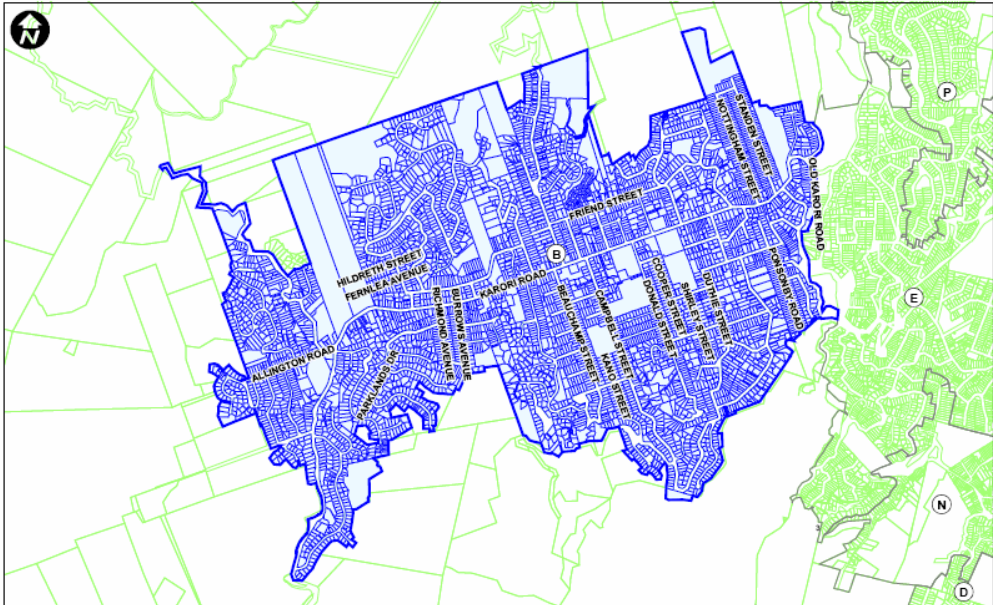 N
P
STANDEN STREET
NOTTINGHAM STREET
OLD KARORI ROAD
FRIEND STREET
B
HILDRETH STREET
FERNLEA AVENUE
KARORI ROAD
BURROWS AVENUE
RICHMOND AVENUE
BEAUCHAMP STREET
CAMPBELL STREET
KANO STREET
COOPER STREET
DONALD STREET
SHIRLEY STREET
DUTHIE STREET
PONSONBY ROAD
E
ALLINGTON ROAD
PARKLANDS DR
N
3
D